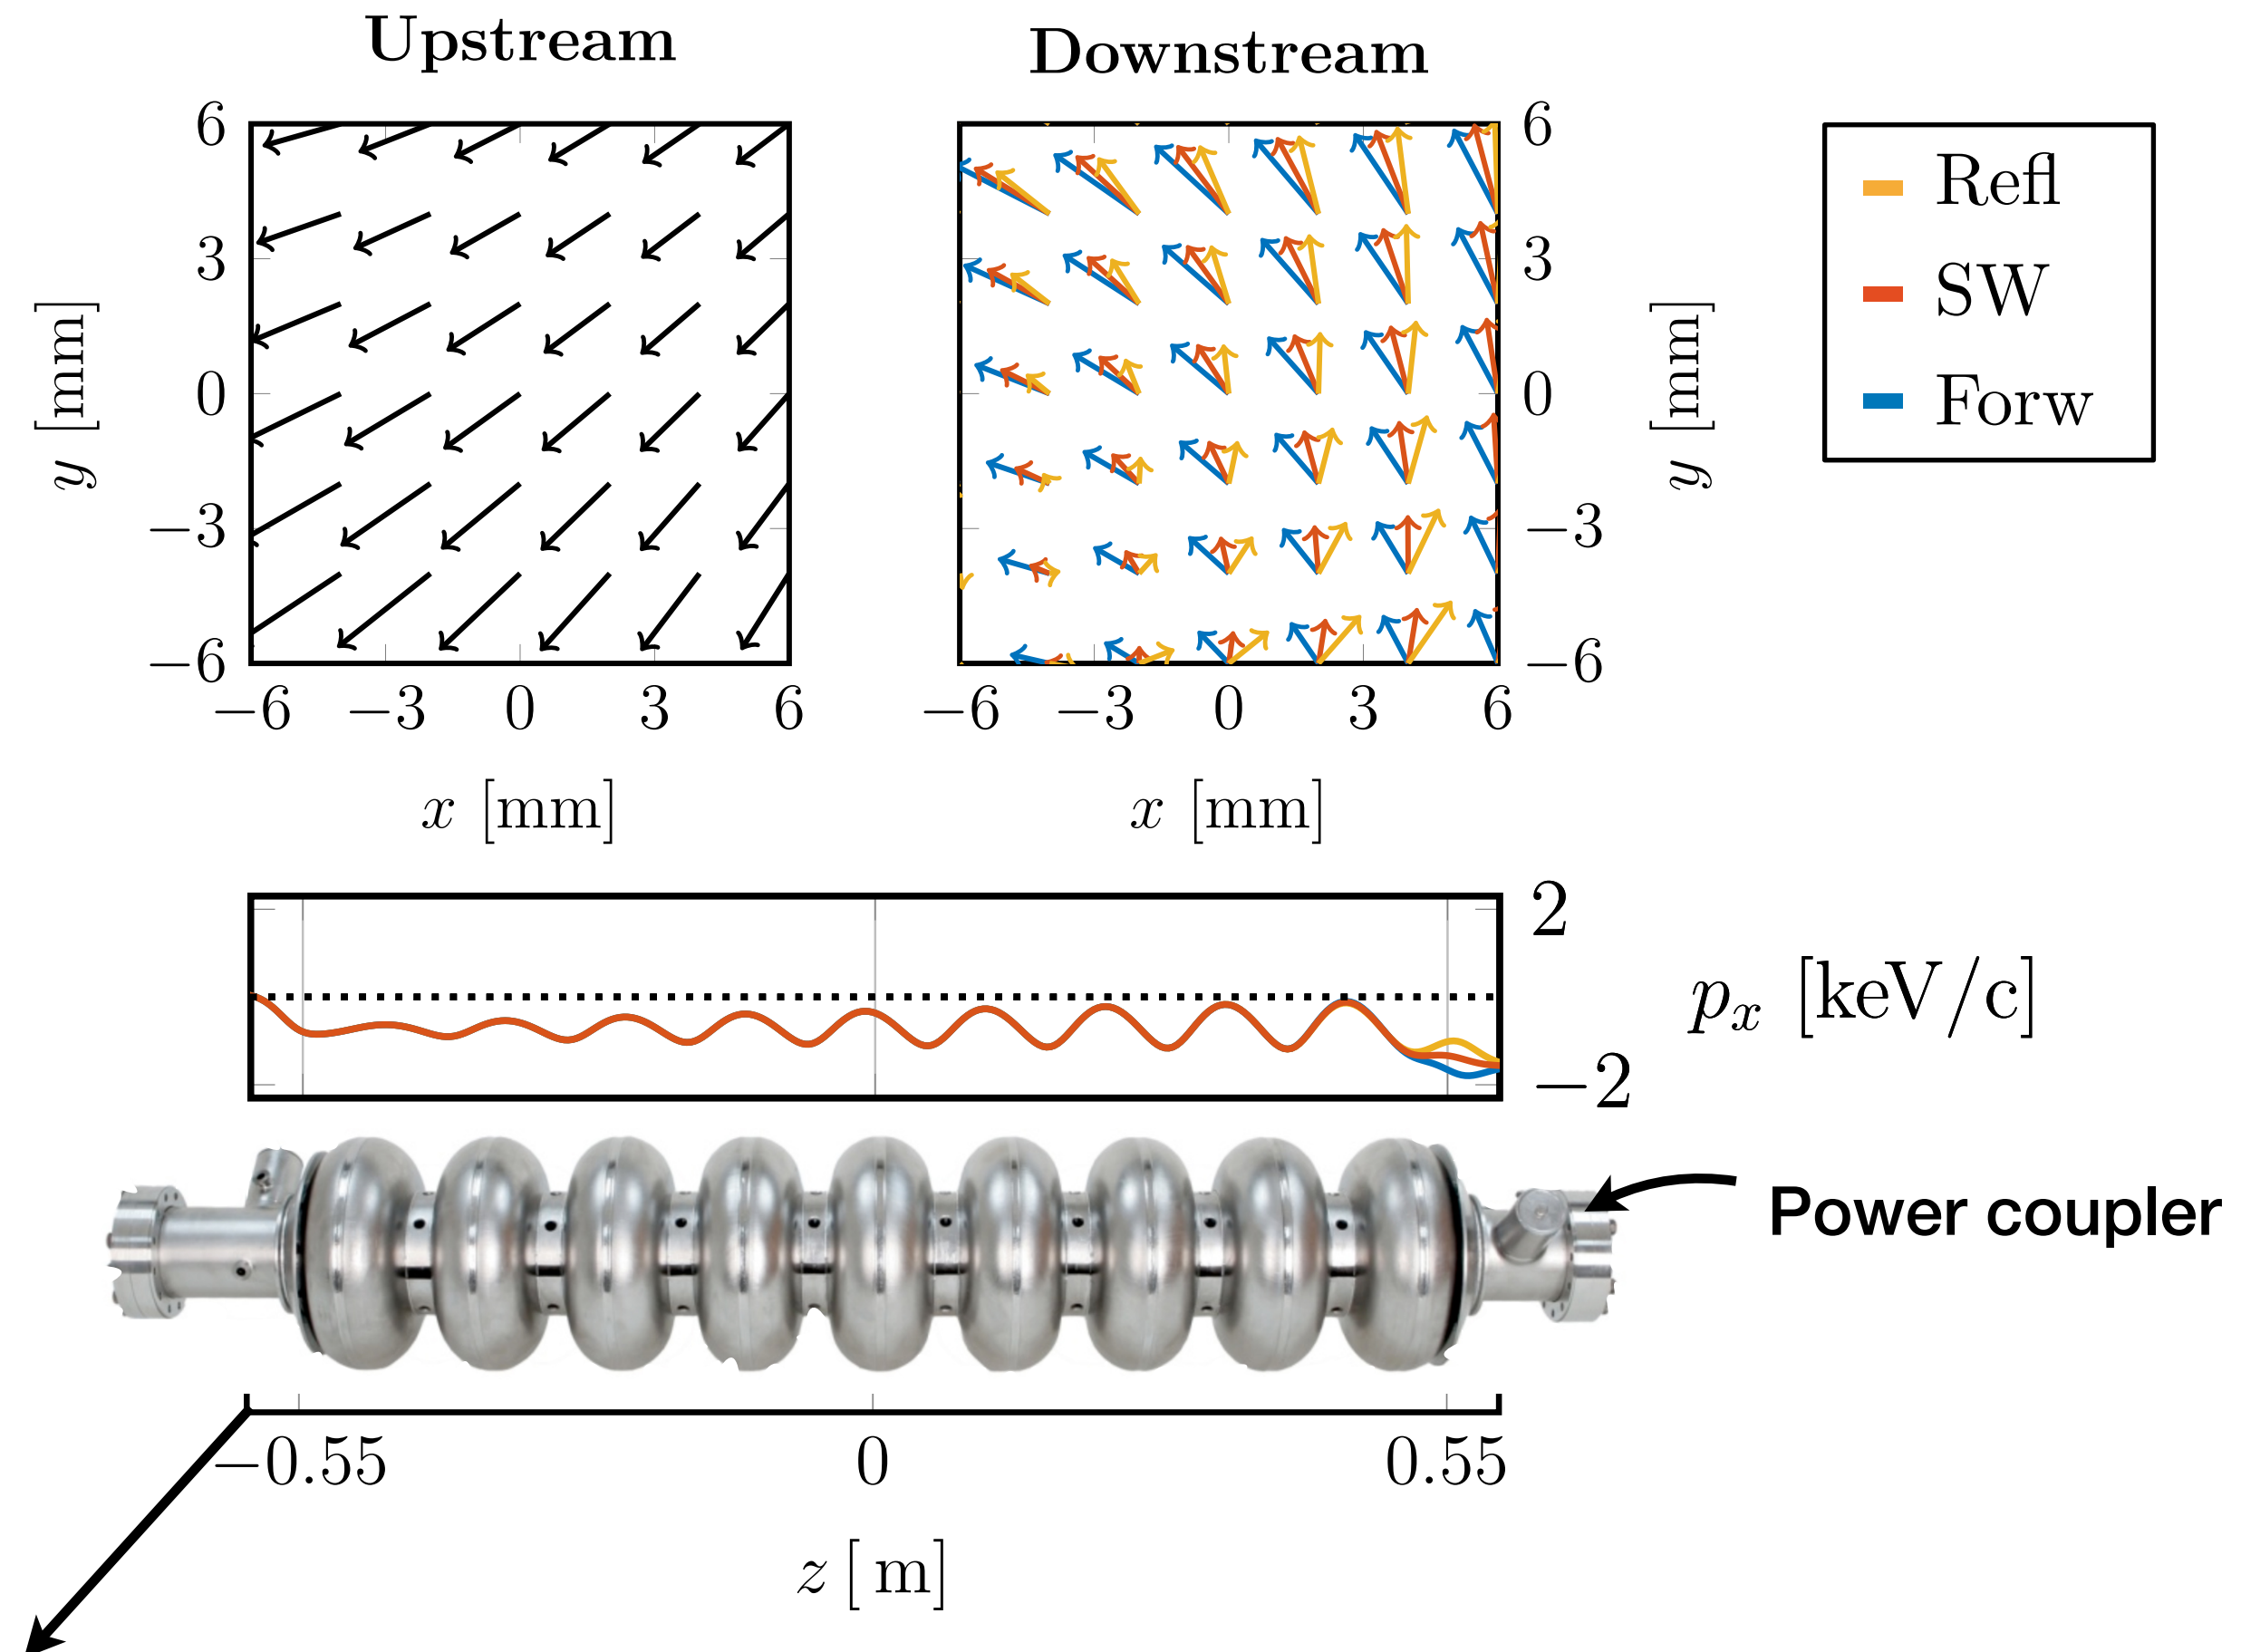 Upstream
Downstream
6
3
0
−3
−6
y [mm]
−6 −3 0 3 6
x [mm]
6
3
0
−3
−6
y [mm]
−6 −3 0 3 6
x [mm]
Refl
SW
Forw
2
−2
pₓ [keV/c]
Power coupler
−0.55 0 0.55
z [ m]